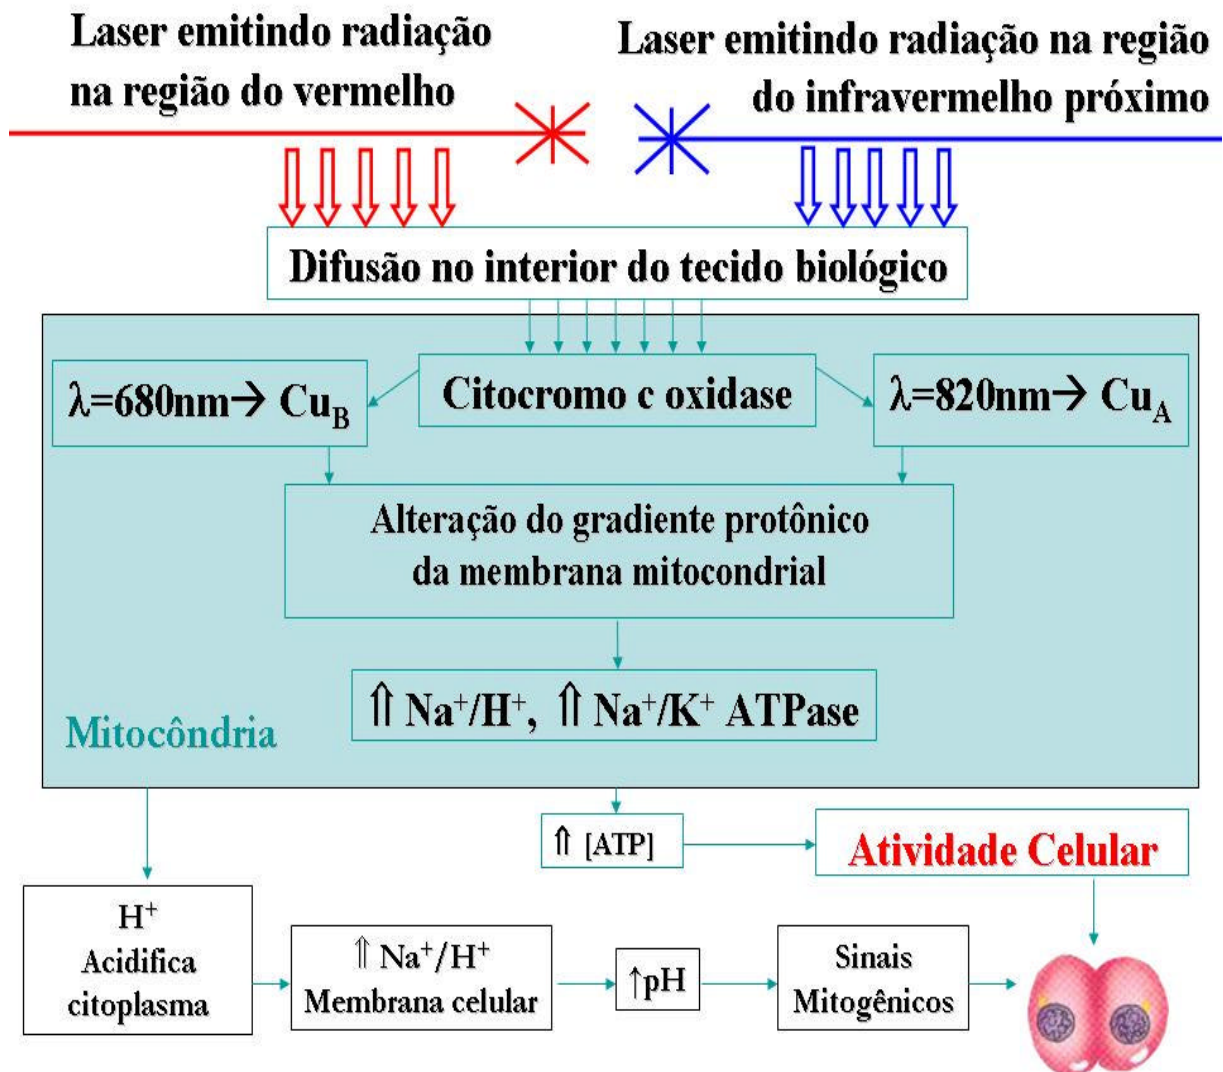 Laser emitindo radiação
na região do vermelho
Laser emitindo radiação na região
do infravermelho próximo
Difusão no interior do tecido biológico
λ=680nm→ Cu_B
Citocromo c oxidase
λ=820nm→ Cu_A
Alteração do gradiente protônico
da membrana mitocondrial
⇑ Na⁺/H⁺, ⇑ Na⁺/K⁺ ATPase
Mitocôndria
⇑ [ATP]
Atividade Celular
H⁺
Acidifica
citoplasma
⇑ Na⁺/H⁺
Membrana celular
↑pH
Sinais
Mitogênicos